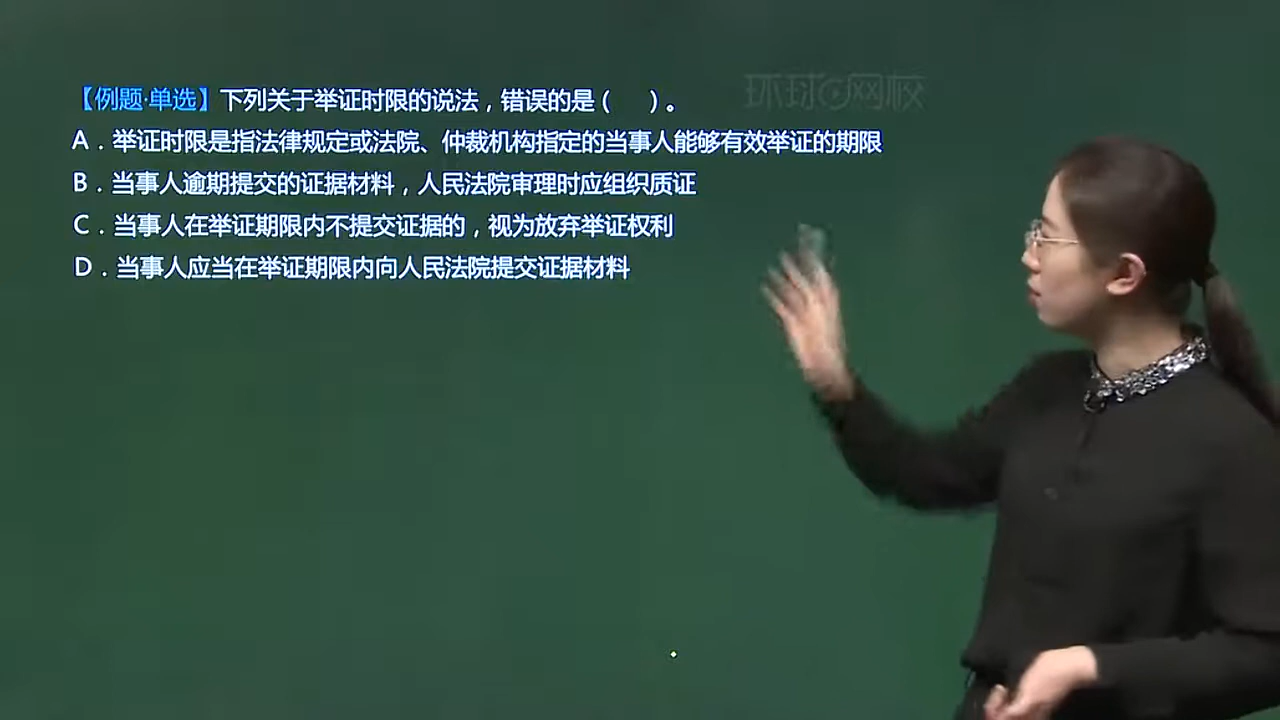 环球网校
【例题·单选】下列关于举证时限的说法，错误的是（　）。
A．举证时限是指法律规定或法院、仲裁机构指定的当事人能够有效举证的期限
B．当事人逾期提交的证据材料，人民法院审理时应组织质证
C．当事人在举证期限内不提交证据的，视为放弃举证权利
D．当事人应当在举证期限内向人民法院提交证据材料